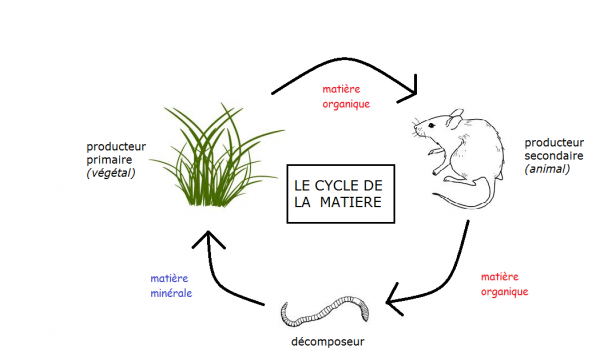 matière
organique
producteur
primaire
(végétal)
producteur
secondaire
(animal)
LE CYCLE DE
LA MATIERE
matière
minérale
matière
organique
décomposeur